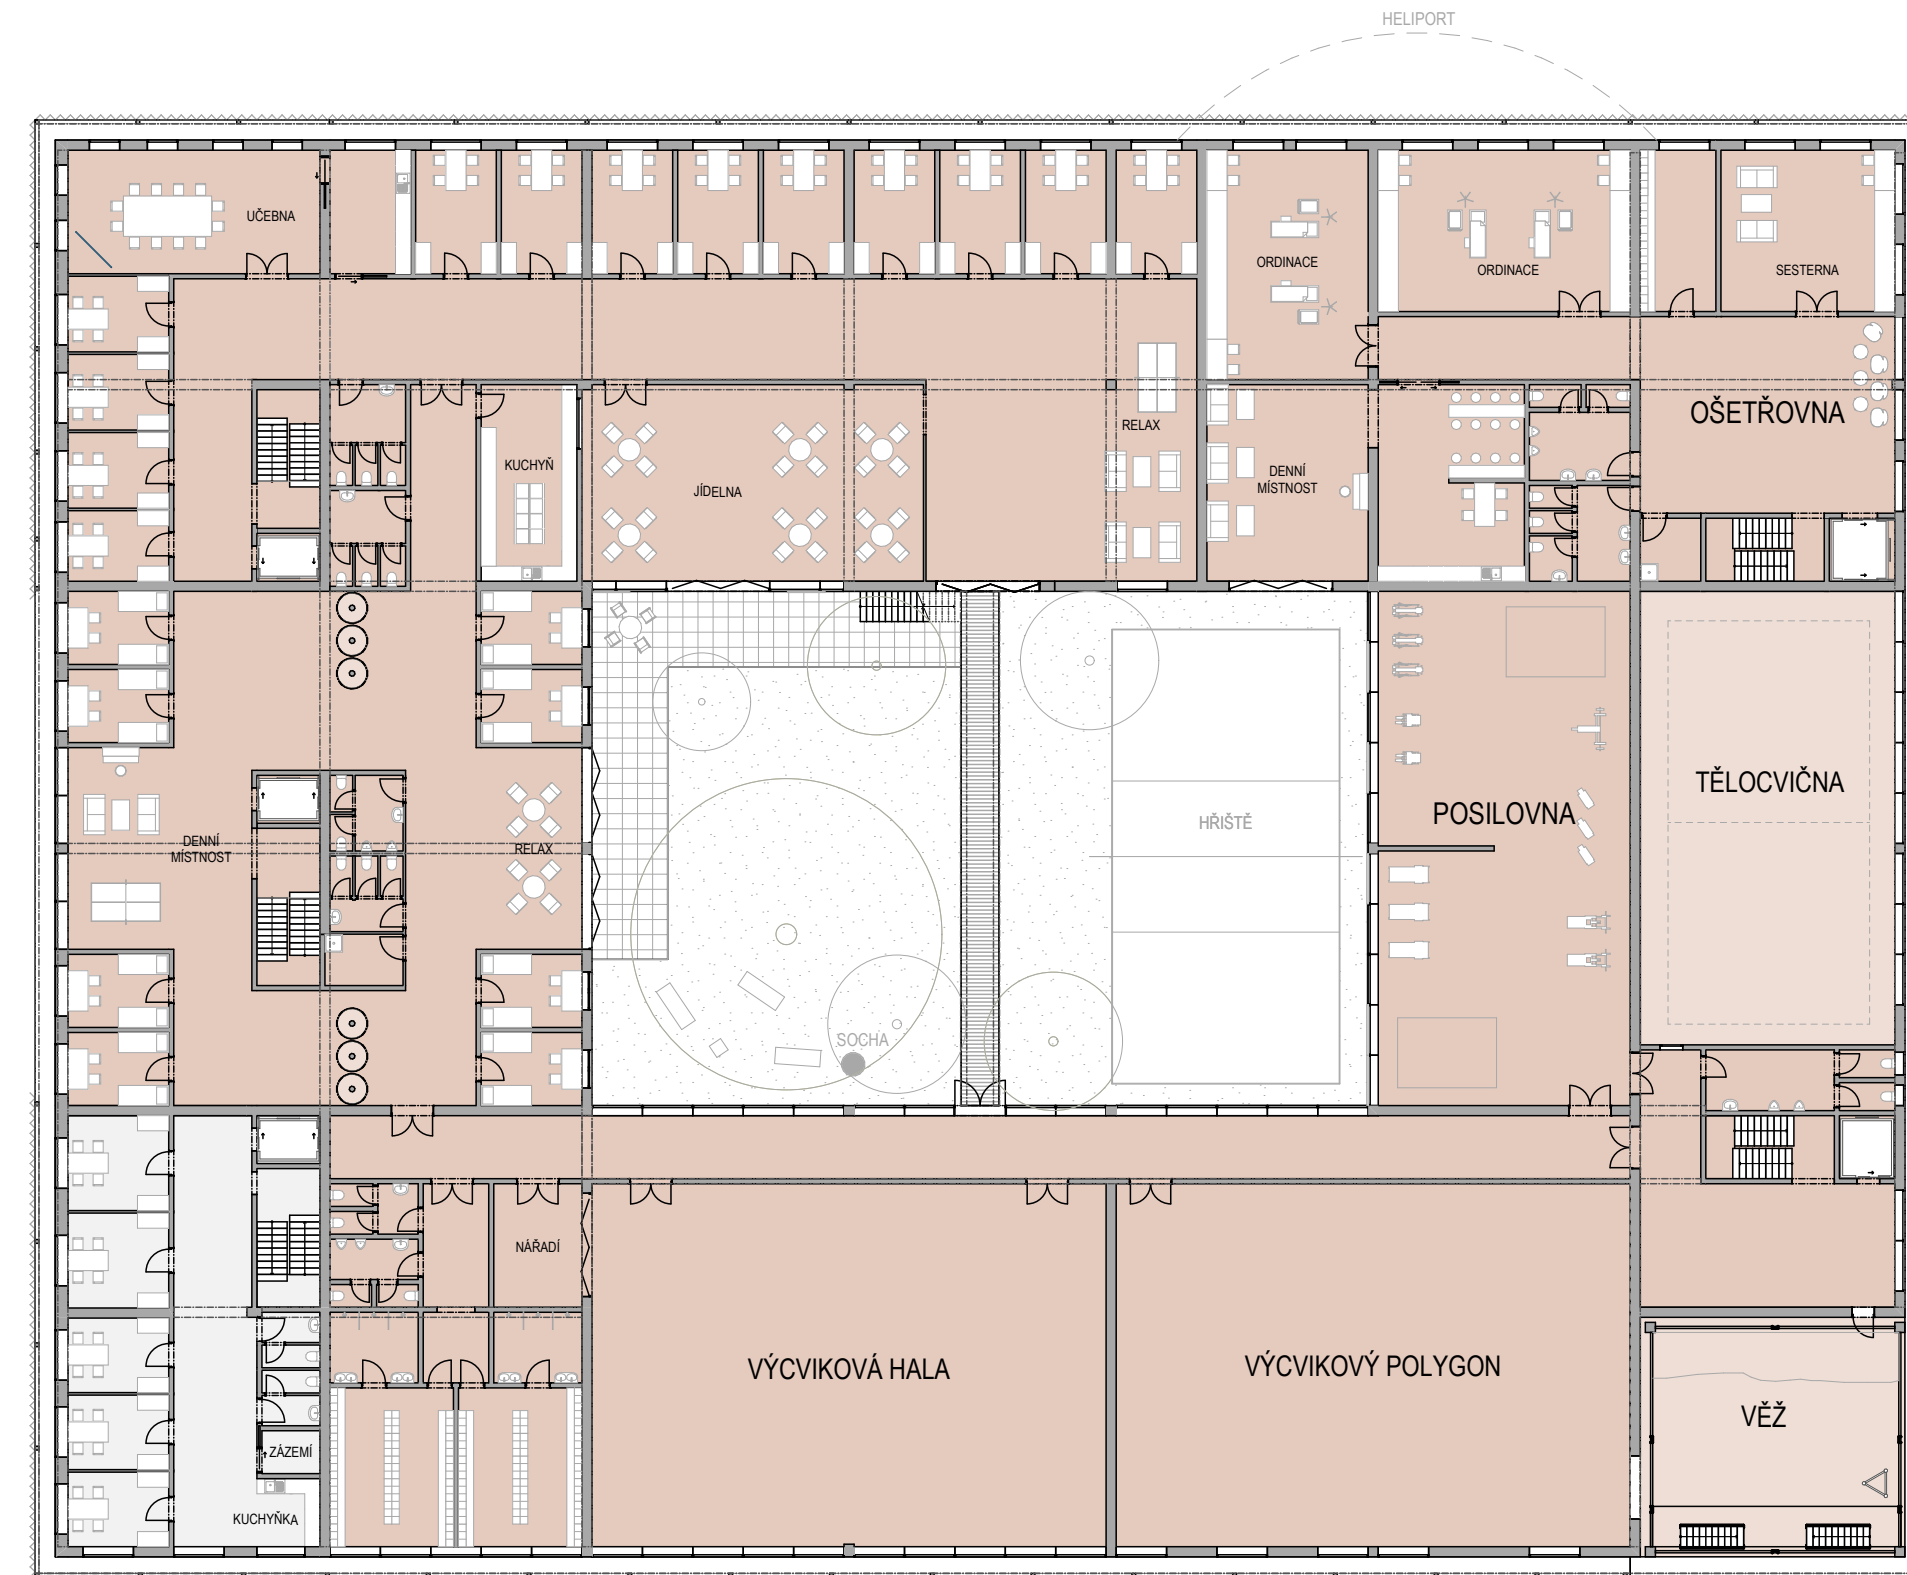 HELIPORT
UČEBNA
ORDINACE
ORDINACE
SESTERNA
OŠETŘOVNA
RELAX
KUCHYŇ
JÍDELNA
DENNÍ
MÍSTNOST
TĚLOCVIČNA
POSILOVNA
HŘIŠTĚ
DENNÍ
MÍSTNOST
RELAX
SOCHA
NÁŘADÍ
VÝCVIKOVÁ HALA
VÝCVIKOVÝ POLYGON
VĚŽ
ZÁZEMÍ
KUCHYŇKA